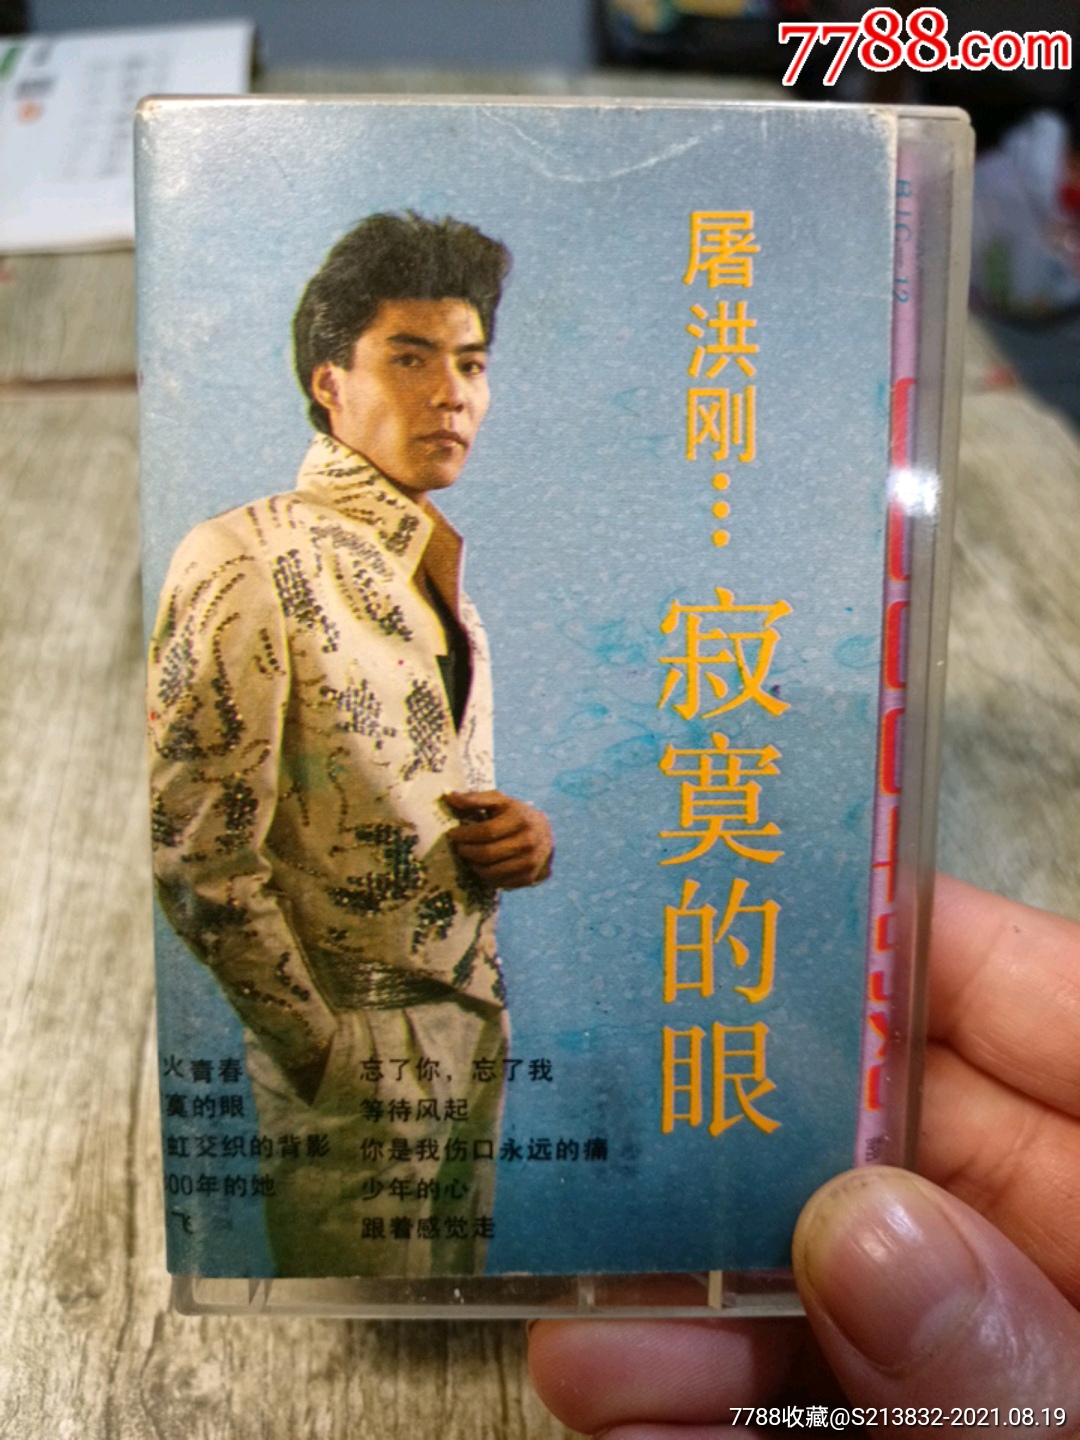 7788.com
屠洪刚…
寂寞的眼
火青春
寞的眼
虹交织的背影
00年的她
飞
忘了你，忘了我
等待风起
你是我伤口永远的痛
少年的心
跟着感觉走
7788收藏@S213832-2021.08.19